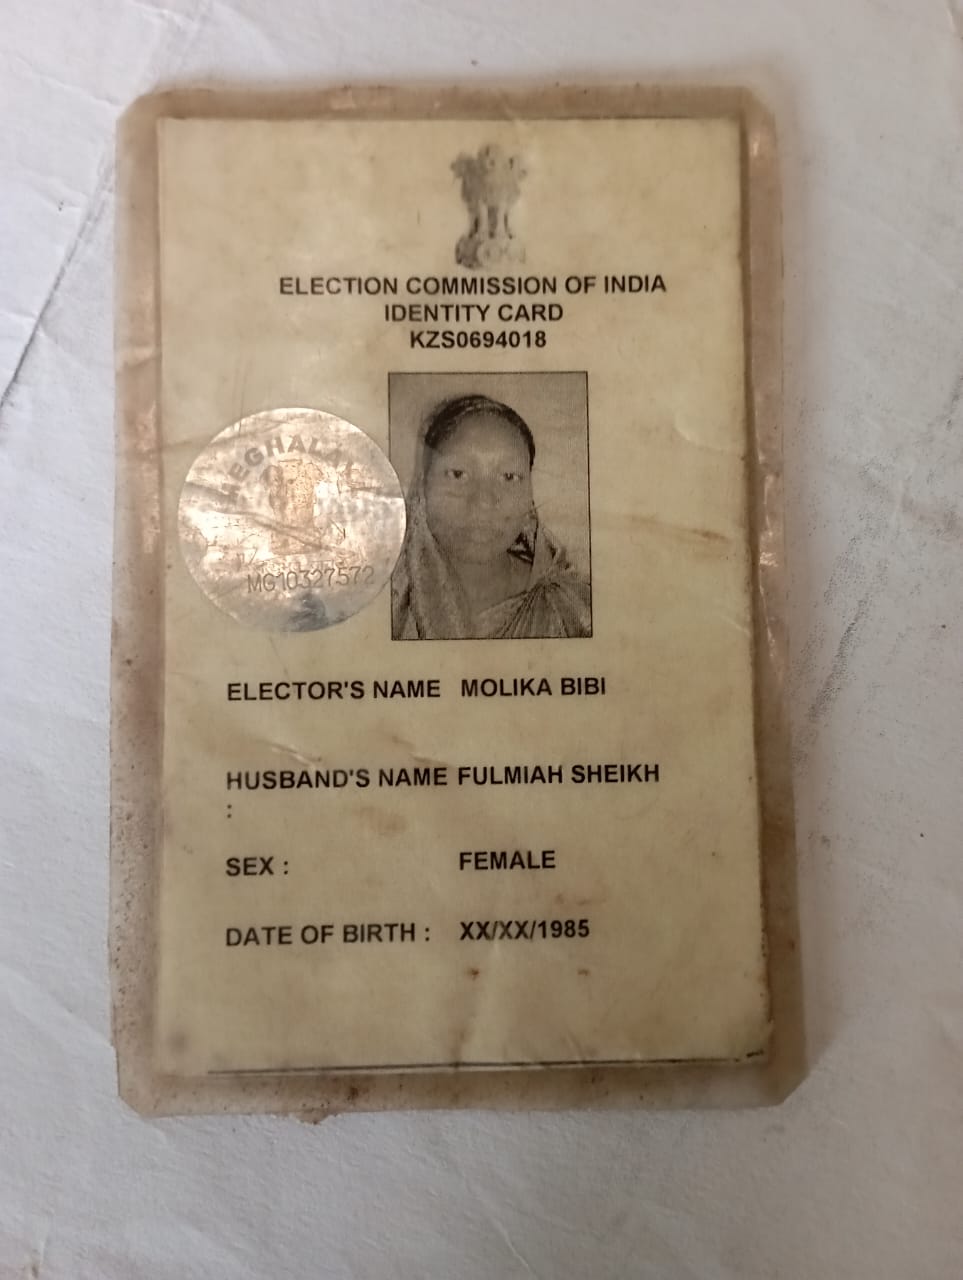 ELECTION COMMISSION OF INDIA
IDENTITY CARD
KZS0694018
MEGHALAYA
MG10327572
ELECTOR'S NAME MOLIKA BIBI
HUSBAND'S NAME FULMIAH SHEIKH
:
SEX : FEMALE
DATE OF BIRTH : XX/XX/1985